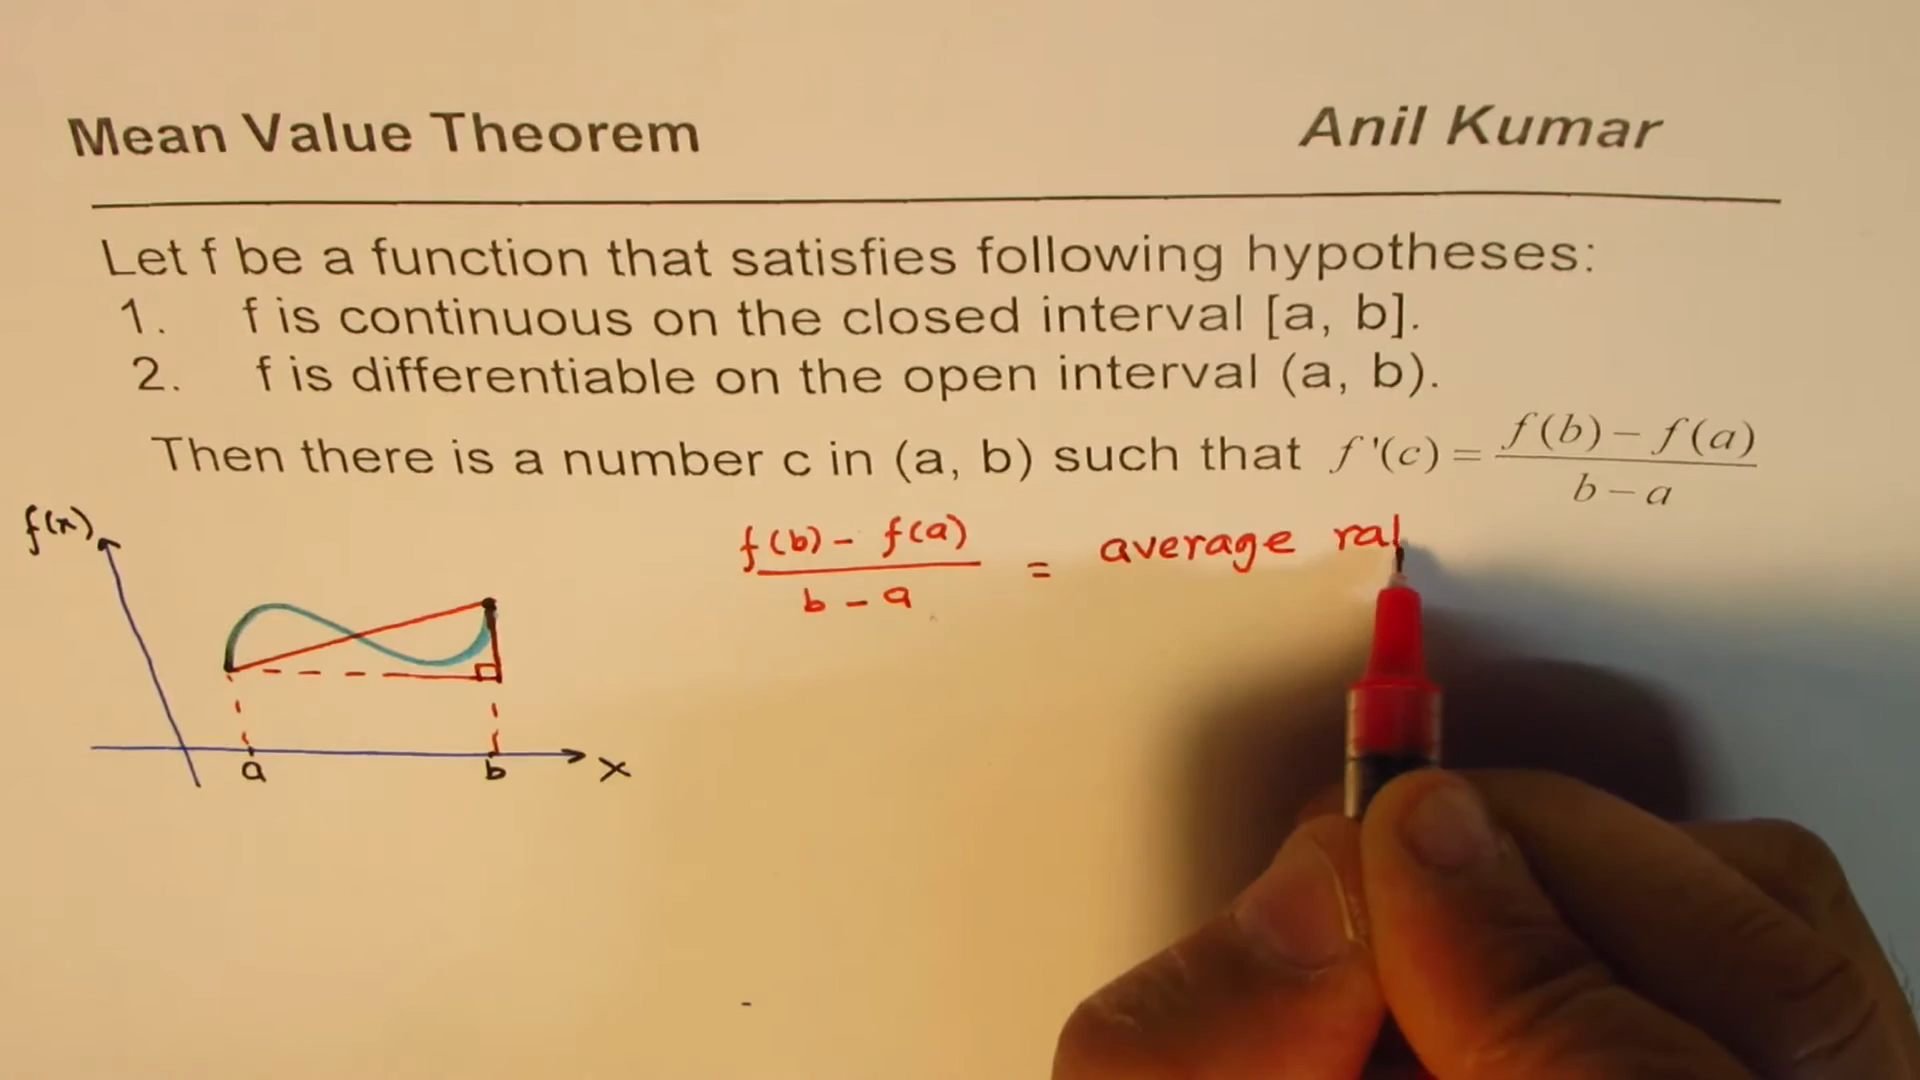 Mean Value Theorem Anil Kumar
Let f be a function that satisfies following hypotheses:
1. f is continuous on the closed interval [a, b].
2. f is differentiable on the open interval (a, b).
Then there is a number c in (a, b) such that f '(c) = f(b) − f(a) / b − a
f(x)
f(b) - f(a) / b - a = average
a b x